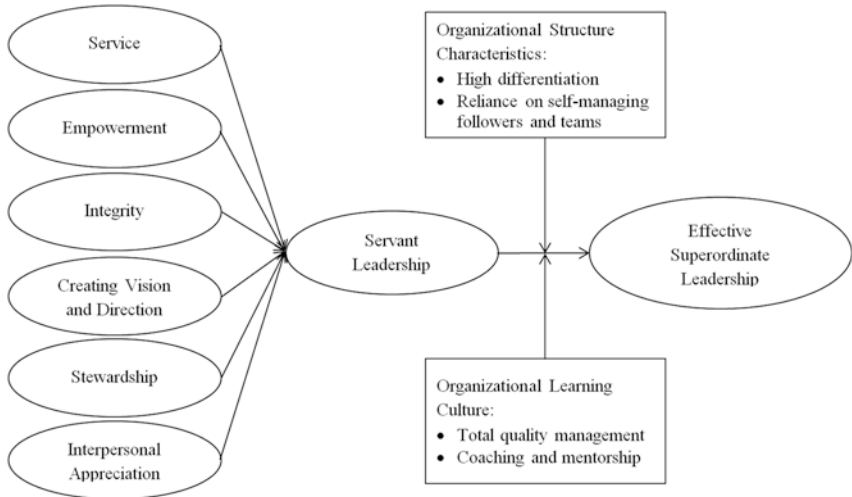 Service
Empowerment
Integrity
Creating Vision
and Direction
Stewardship
Interpersonal
Appreciation
Servant
Leadership
Organizational Structure
Characteristics:
• High differentiation
• Reliance on self-managing
followers and teams
Organizational Learning
Culture:
• Total quality management
• Coaching and mentorship
Effective
Superordinate
Leadership